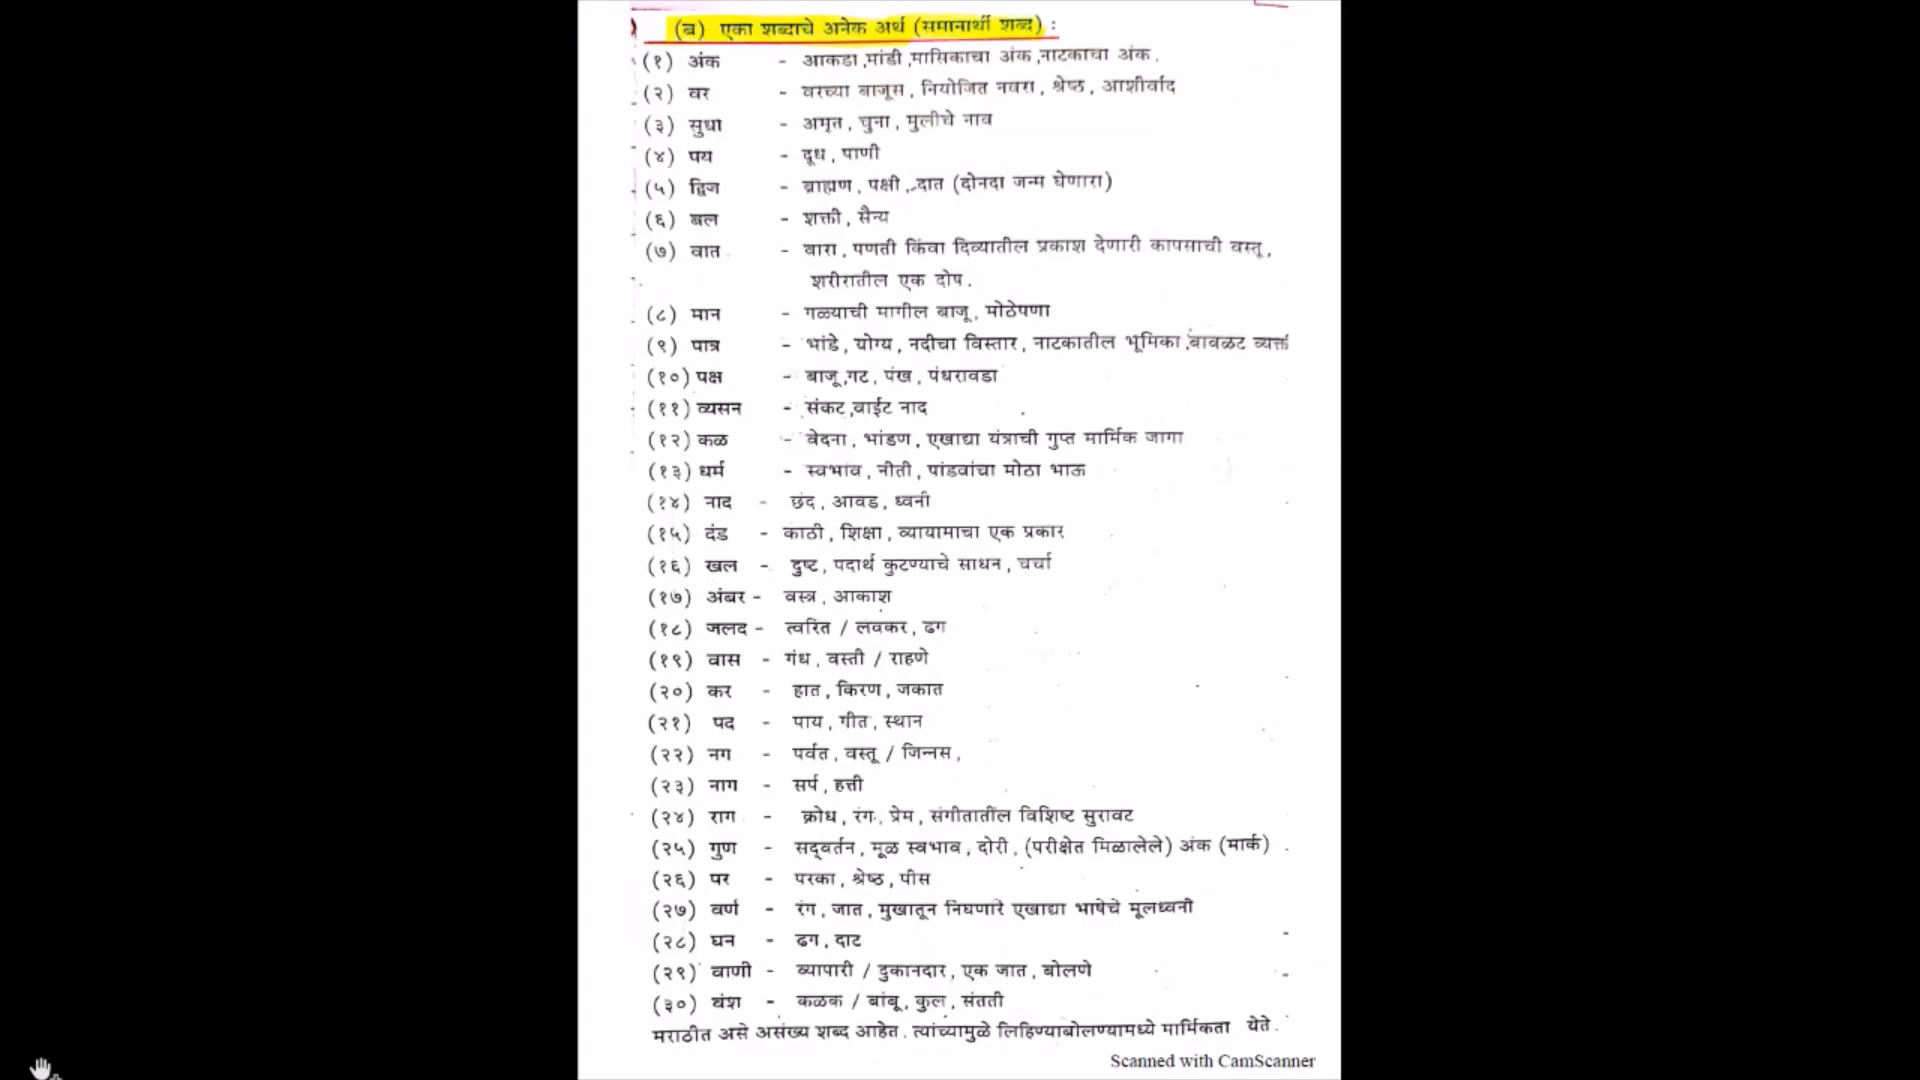 (ब) एका शब्दाचे अनेक अर्थ (समानार्थी शब्द) :
(१) अंक - आकडा ,मांडी ,मासिकाचा अंक ,नाटकाचा अंक .
(२) वर - वरच्या बाजूस , नियोजित नवरा , श्रेष्ठ , आशीर्वाद
(३) सुधा - अमृत , चुना , मुलीचे नाव
(४) पय - दूध , पाणी
(५) द्विज - ब्राह्मण , पक्षी , दात (दोनदा जन्म घेणारा)
(६) बल - शक्ती , सैन्य
(७) वात - वारा , पणती किंवा दिव्यातील प्रकाश देणारी कापसाची वस्तू ,
शरीरातील एक दोष .
(८) मान - गळ्याची मागील बाजू , मोठेपणा
(९) पात्र - भांडे , योग्य , नदीचा विस्तार , नाटकातील भूमिका ,बावळट
(१०) पक्ष - बाजू ,गट , पंख , पंधरावडा
(११) व्यसन - संकट ,वाईट नाद
(१२) कळ - वेदना , भांडण , एखाद्या यंत्राची गुप्त मार्मिक जागा
(१३) धर्म - स्वभाव , नीती , पांडवांचा मोठा भाऊ
(१४) नाद - छंद , आवड , ध्वनी
(१५) दंड - काठी , शिक्षा , व्यायामाचा एक प्रकार
(१६) खल - दुष्ट , पदार्थ कुटण्याचे साधन , चर्चा
(१७) अंबर - वस्त्र , आकाश
(१८) जलद - त्वरित / लवकर , ढग
(१९) वास - गंध , वस्ती / राहणे
(२०) कर - हात , किरण , जकात
(२१) पद - पाय , गीत , स्थान
(२२) नग - पर्वत , वस्तू / जिन्नस ,
(२३) नाग - सर्प , हत्ती
(२४) राग - क्रोध , रंग , प्रेम , संगीतातील विशिष्ट सुरावट
(२५) गुण - सद्‌वर्तन , मूळ स्वभाव , दोरी , (परीक्षेत मिळालेले) अंक (मार्क) .
(२६) पर - परका , श्रेष्ठ , पीस
(२७) वर्ण - रंग , जात , मुखातून निघणारे एखाद्या भाषेचे मूलध्वनी
(२८) घन - ढग , दाट
(२९) वाणी - व्यापारी / दुकानदार , एक जात , बोलणे
(३०) वंश - कळक / बांबू , कुल , संतती
मराठीत असे असंख्य शब्द आहेत . त्यांच्यामुळे लिहिण्याबोलण्यामध्ये मार्मिकता येते .
Scanned with CamScanner